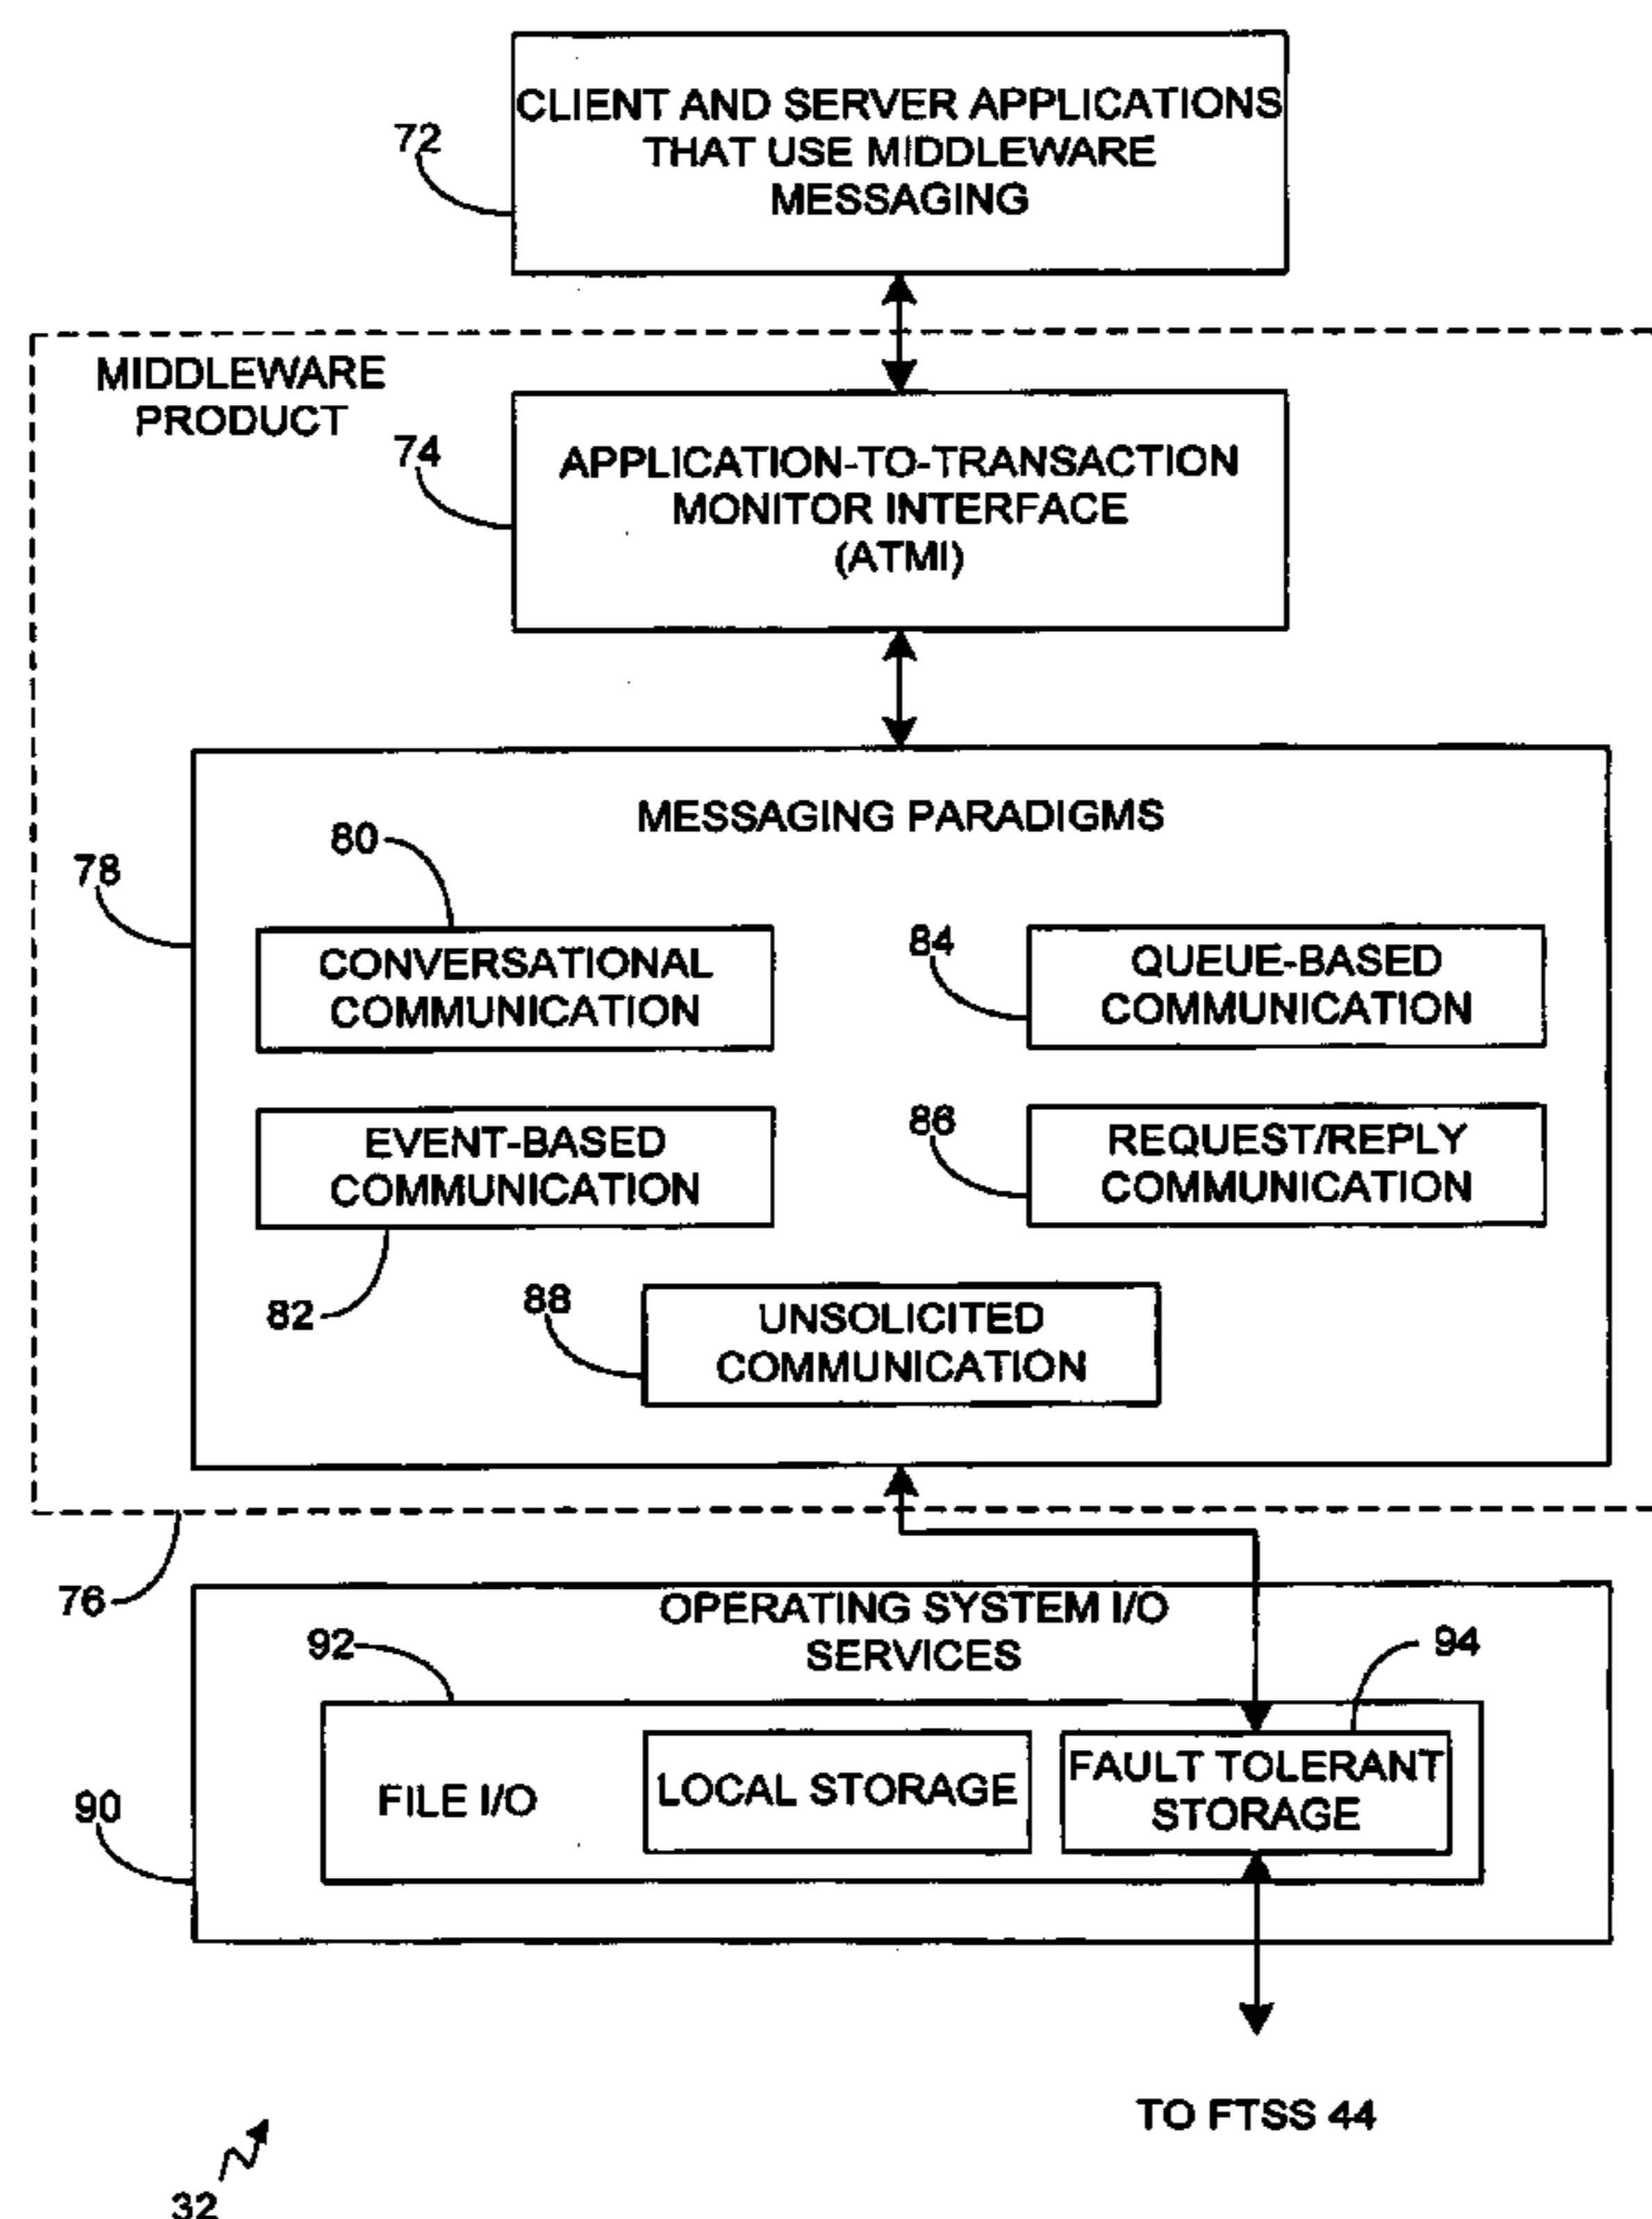 CLIENT AND SERVER APPLICATIONS
THAT USE MIDDLEWARE
MESSAGING
72
MIDDLEWARE
PRODUCT
74
APPLICATION-TO-TRANSACTION
MONITOR INTERFACE
(ATMI)
MESSAGING PARADIGMS
80
78
CONVERSATIONAL
COMMUNICATION
84
QUEUE-BASED
COMMUNICATION
EVENT-BASED
COMMUNICATION
86
REQUEST/REPLY
COMMUNICATION
82
88
UNSOLICITED
COMMUNICATION
76
OPERATING SYSTEM I/O
SERVICES
92
94
90
FILE I/O
LOCAL STORAGE
FAULT TOLERANT
STORAGE
TO FTSS 44
32